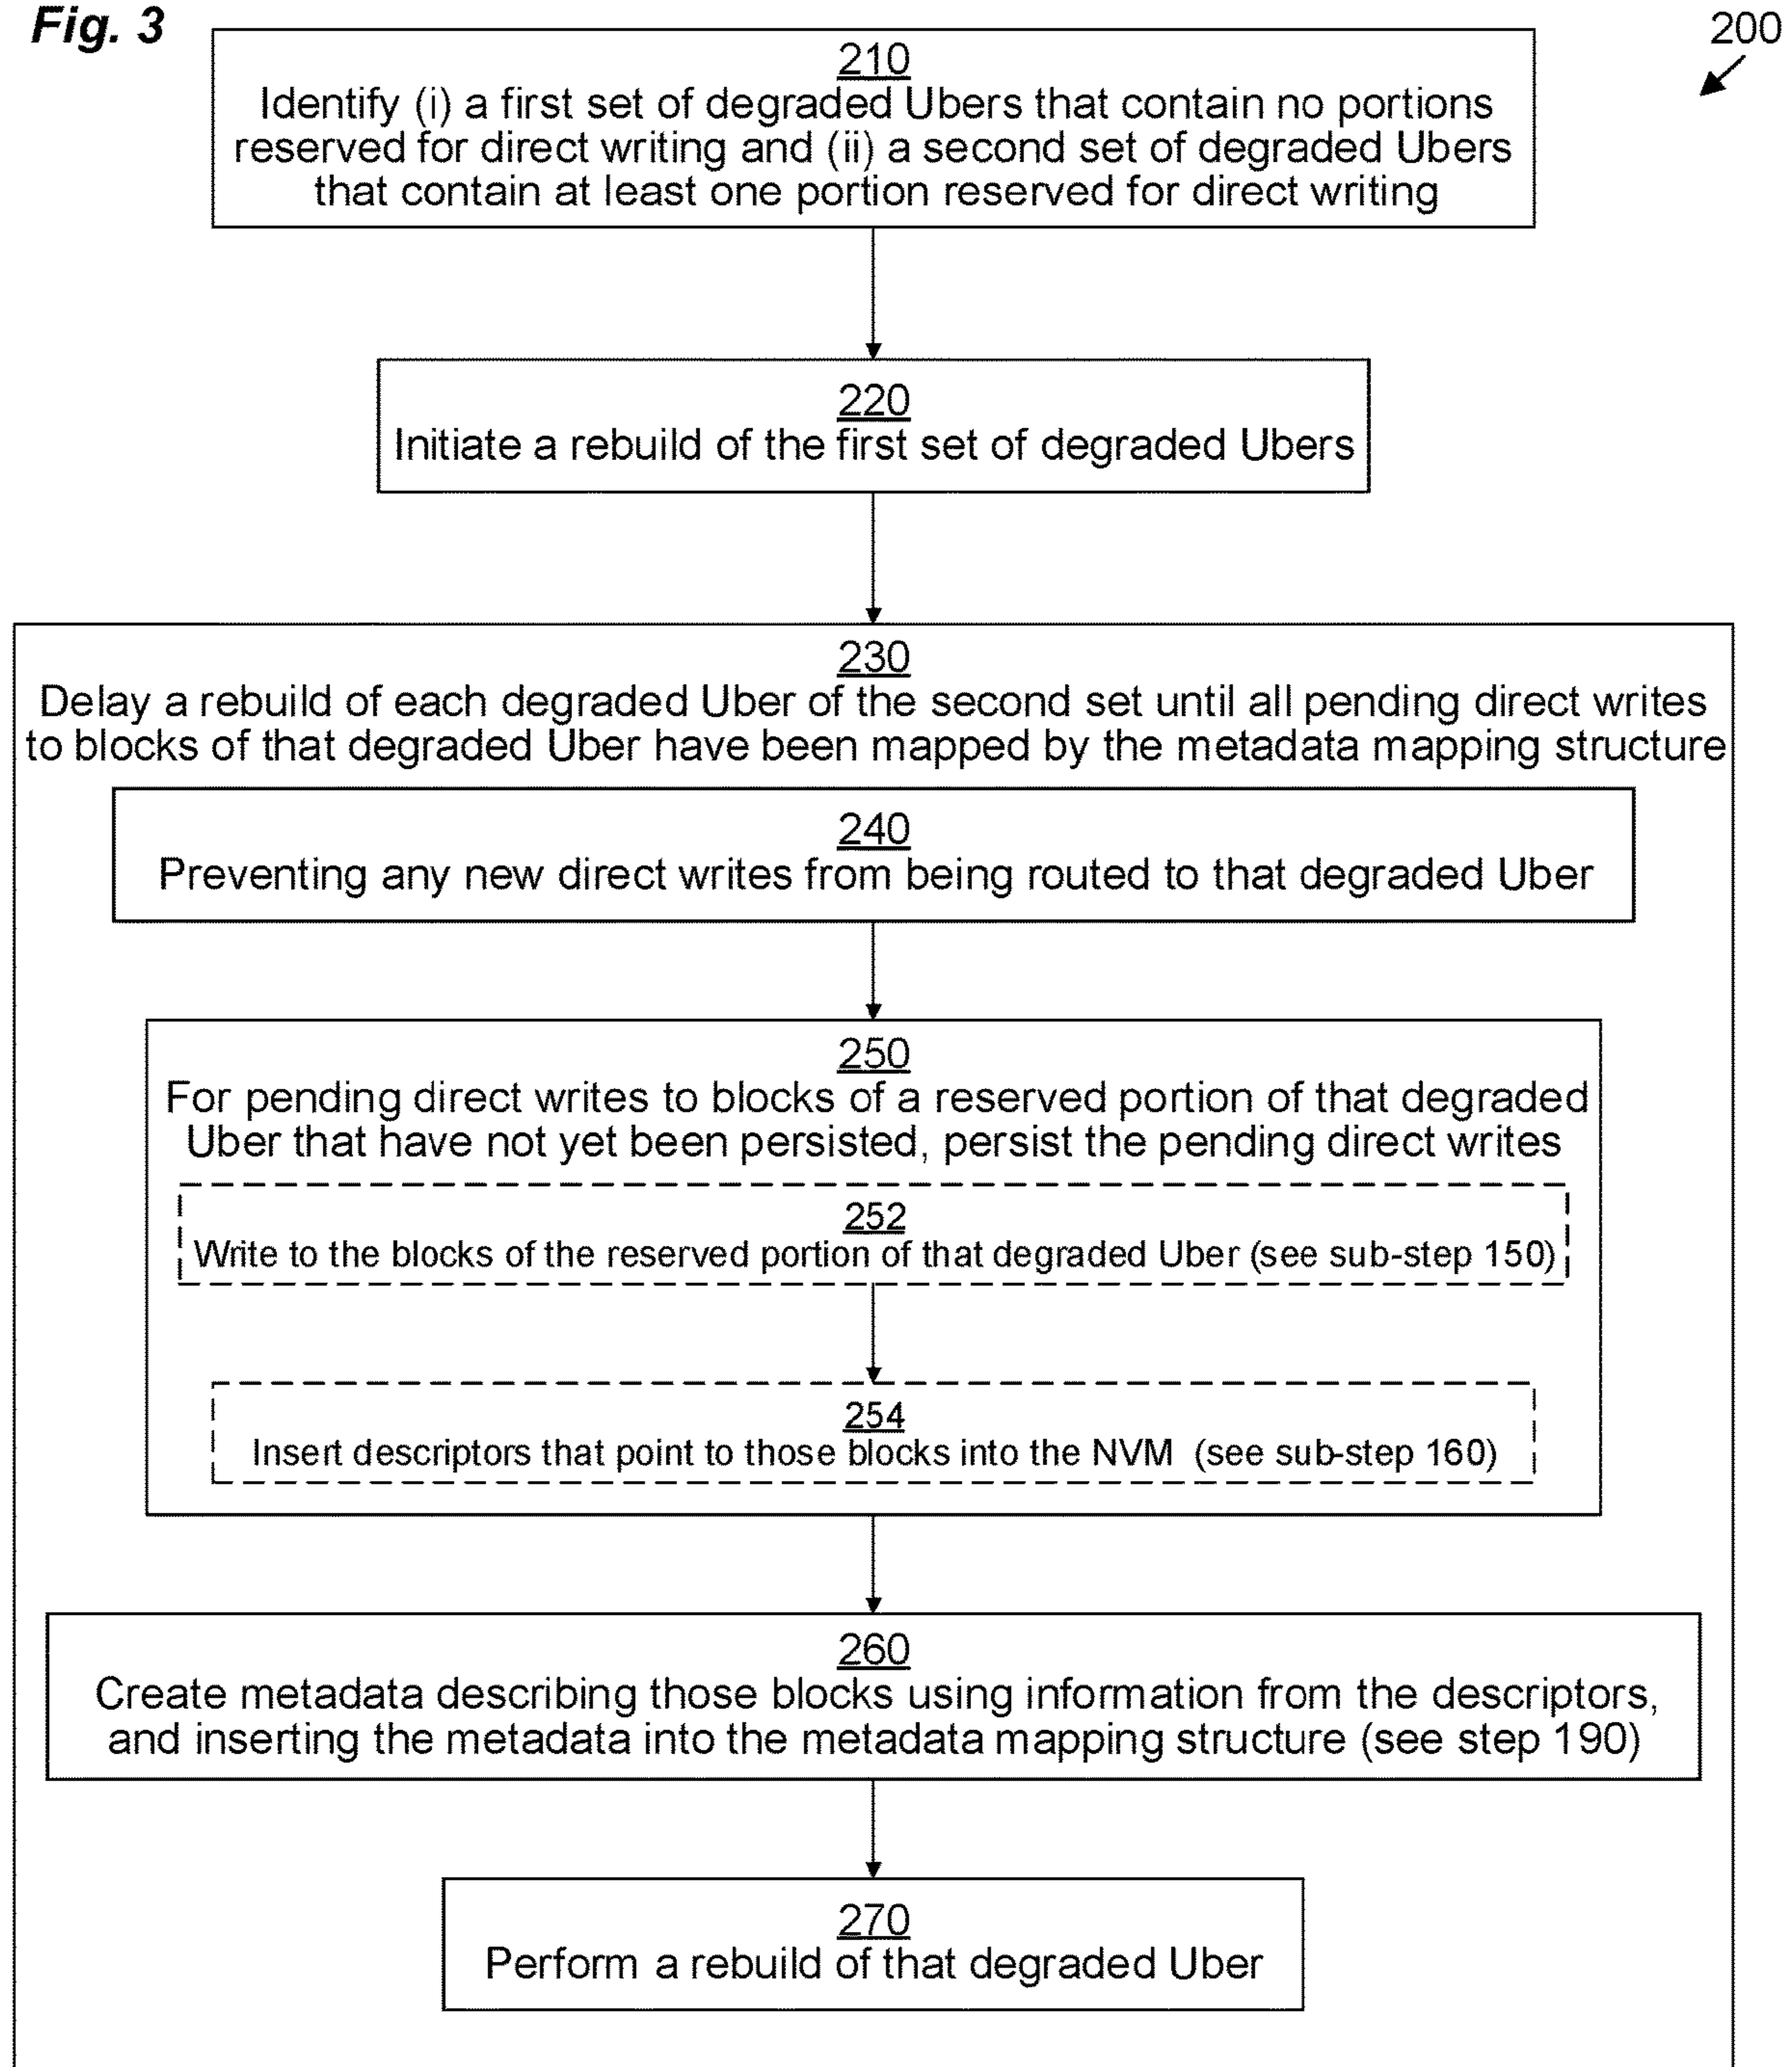 Fig. 3
200
210
Identify (i) a first set of degraded Ubers that contain no portions
reserved for direct writing and (ii) a second set of degraded Ubers
that contain at least one portion reserved for direct writing
220
Initiate a rebuild of the first set of degraded Ubers
230
Delay a rebuild of each degraded Uber of the second set until all pending direct writes
to blocks of that degraded Uber have been mapped by the metadata mapping structure
240
Preventing any new direct writes from being routed to that degraded Uber
250
For pending direct writes to blocks of a reserved portion of that degraded
Uber that have not yet been persisted, persist the pending direct writes
252
Write to the blocks of the reserved portion of that degraded Uber (see sub-step 150)
254
Insert descriptors that point to those blocks into the NVM (see sub-step 160)
260
Create metadata describing those blocks using information from the descriptors,
and inserting the metadata into the metadata mapping structure (see step 190)
270
Perform a rebuild of that degraded Uber